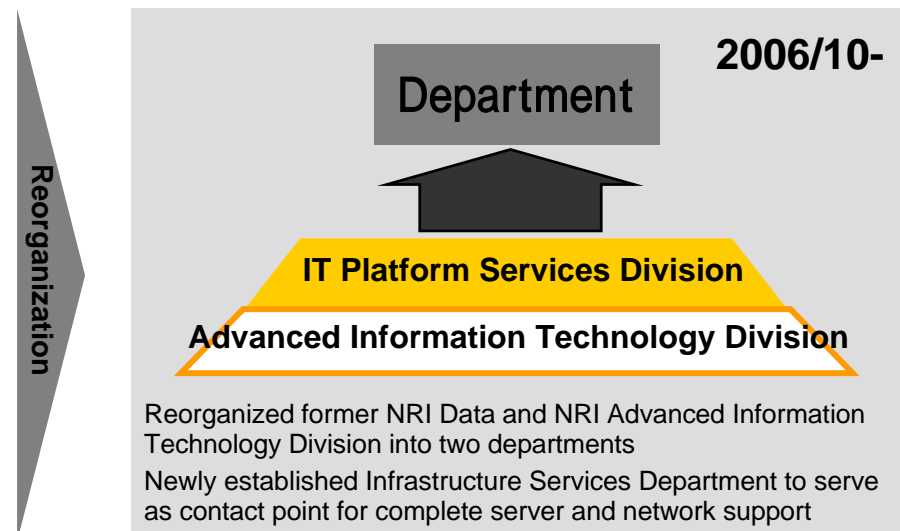 Reorganization
2006/10-
Department
IT Platform Services Division
Advanced Information Technology Division
Reorganized former NRI Data and NRI Advanced Information
Technology Division into two departments
Newly established Infrastructure Services Department to serve
as contact point for complete server and network support